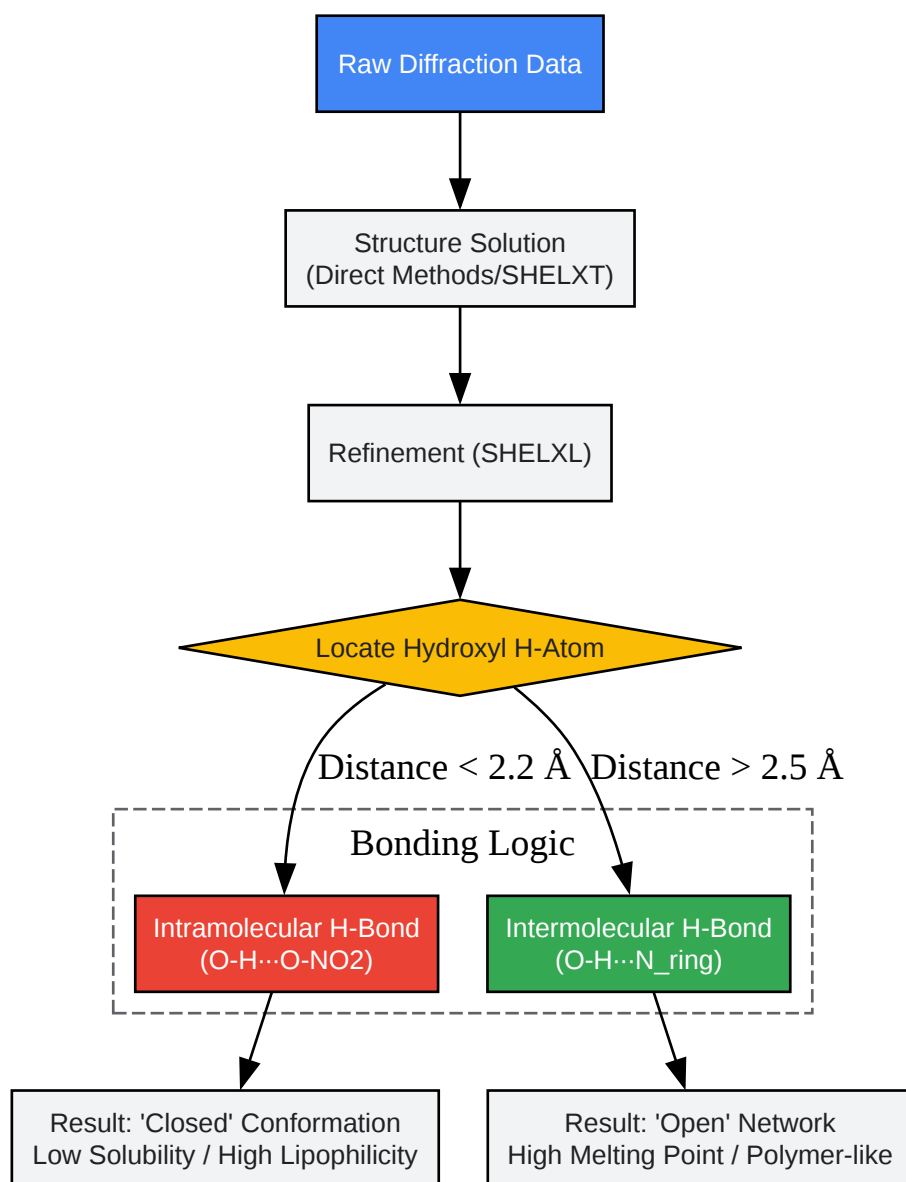 Raw Diffraction Data
Structure Solution
(Direct Methods/SHELXT)
Refinement (SHELXL)
Locate Hydroxyl H-Atom
Distance < 2.2 Å
Distance > 2.5 Å
Bonding Logic
Intramolecular H-Bond
(O-H···O-NO2)
Intermolecular H-Bond
(O-H···N_ring)
Result: 'Closed' Conformation
Low Solubility / High Lipophilicity
Result: 'Open' Network
High Melting Point / Polymer-like